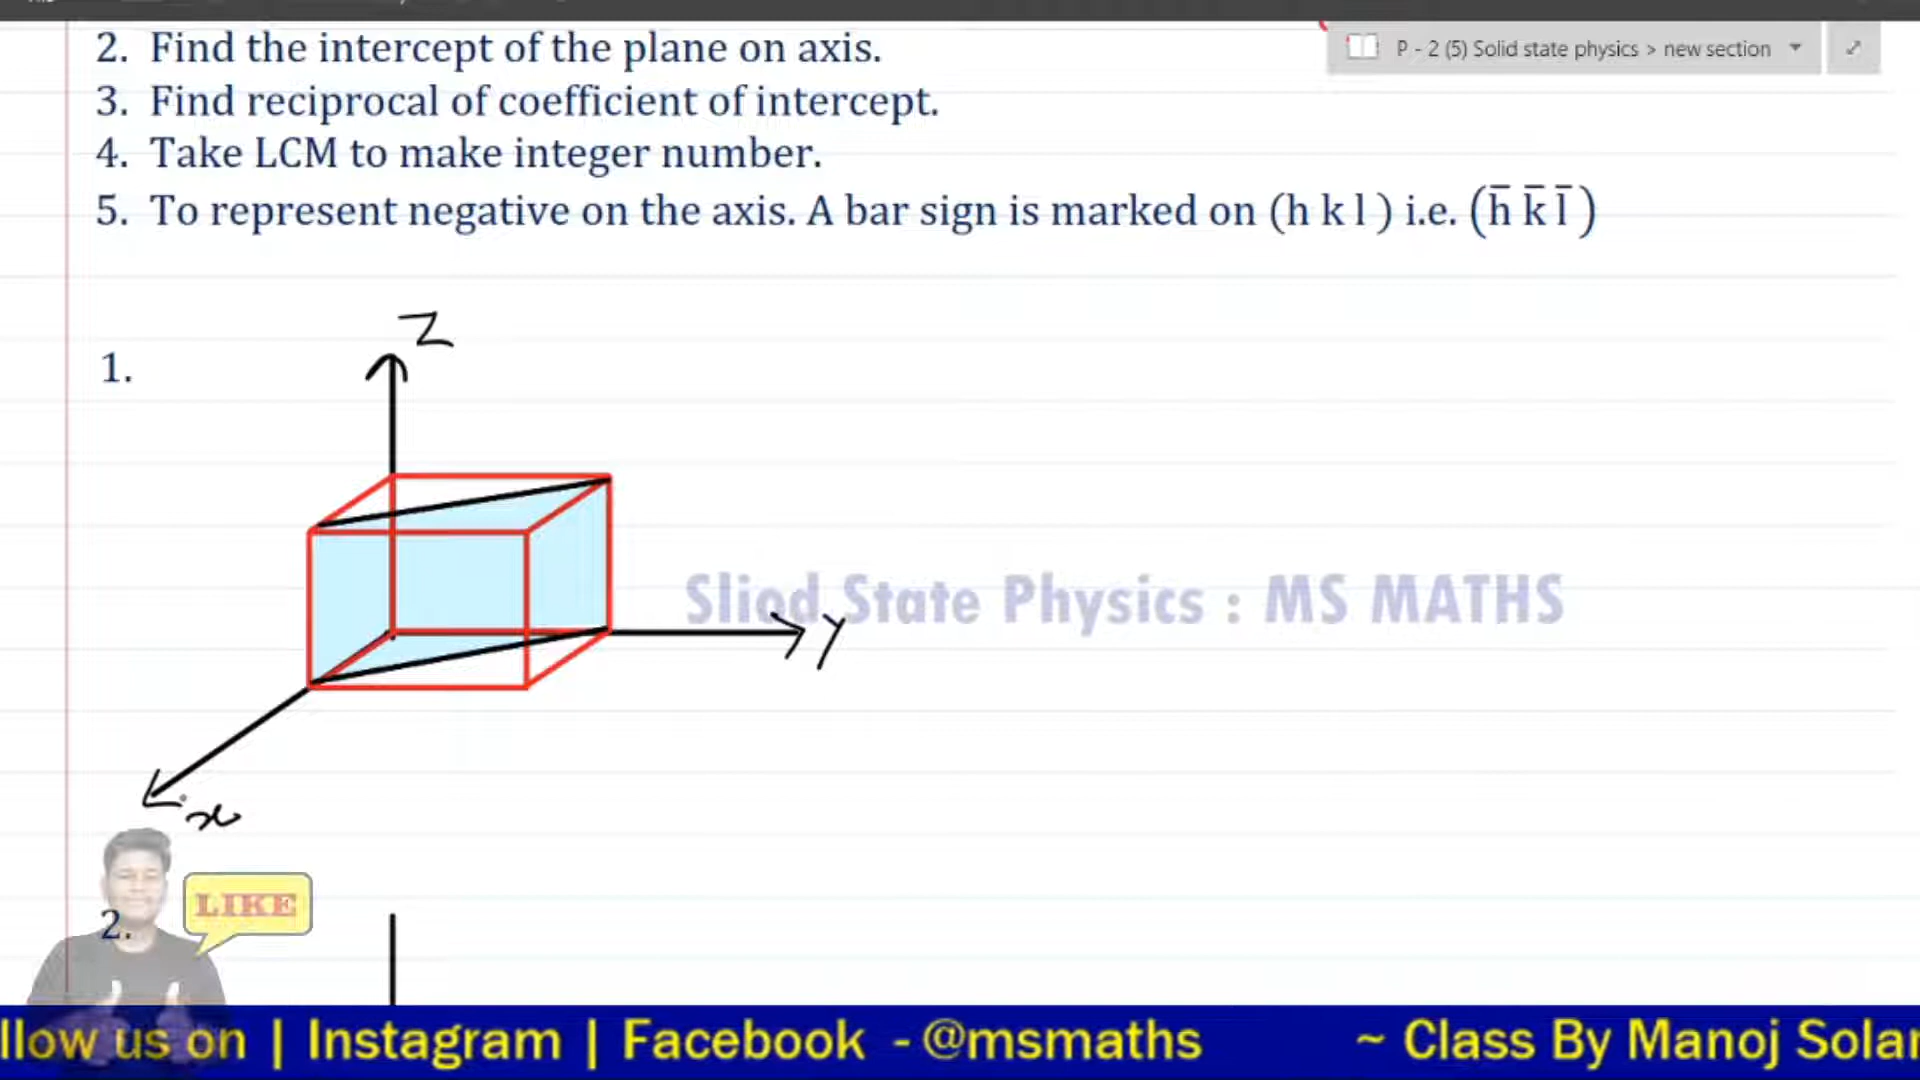 2. Find the intercept of the plane on axis.
P - 2 (5) Solid state physics > new section
3. Find reciprocal of coefficient of intercept.
4. Take LCM to make integer number.
5. To represent negative on the axis. A bar sign is marked on (h k l ) i.e. (h̄ k̄ l̄ )
Z
1.
Sliod State Physics : MS MATHS
y
x
LIKE
2.
llow us on | Instagram | Facebook - @msmaths ~ Class By Manoj Solan